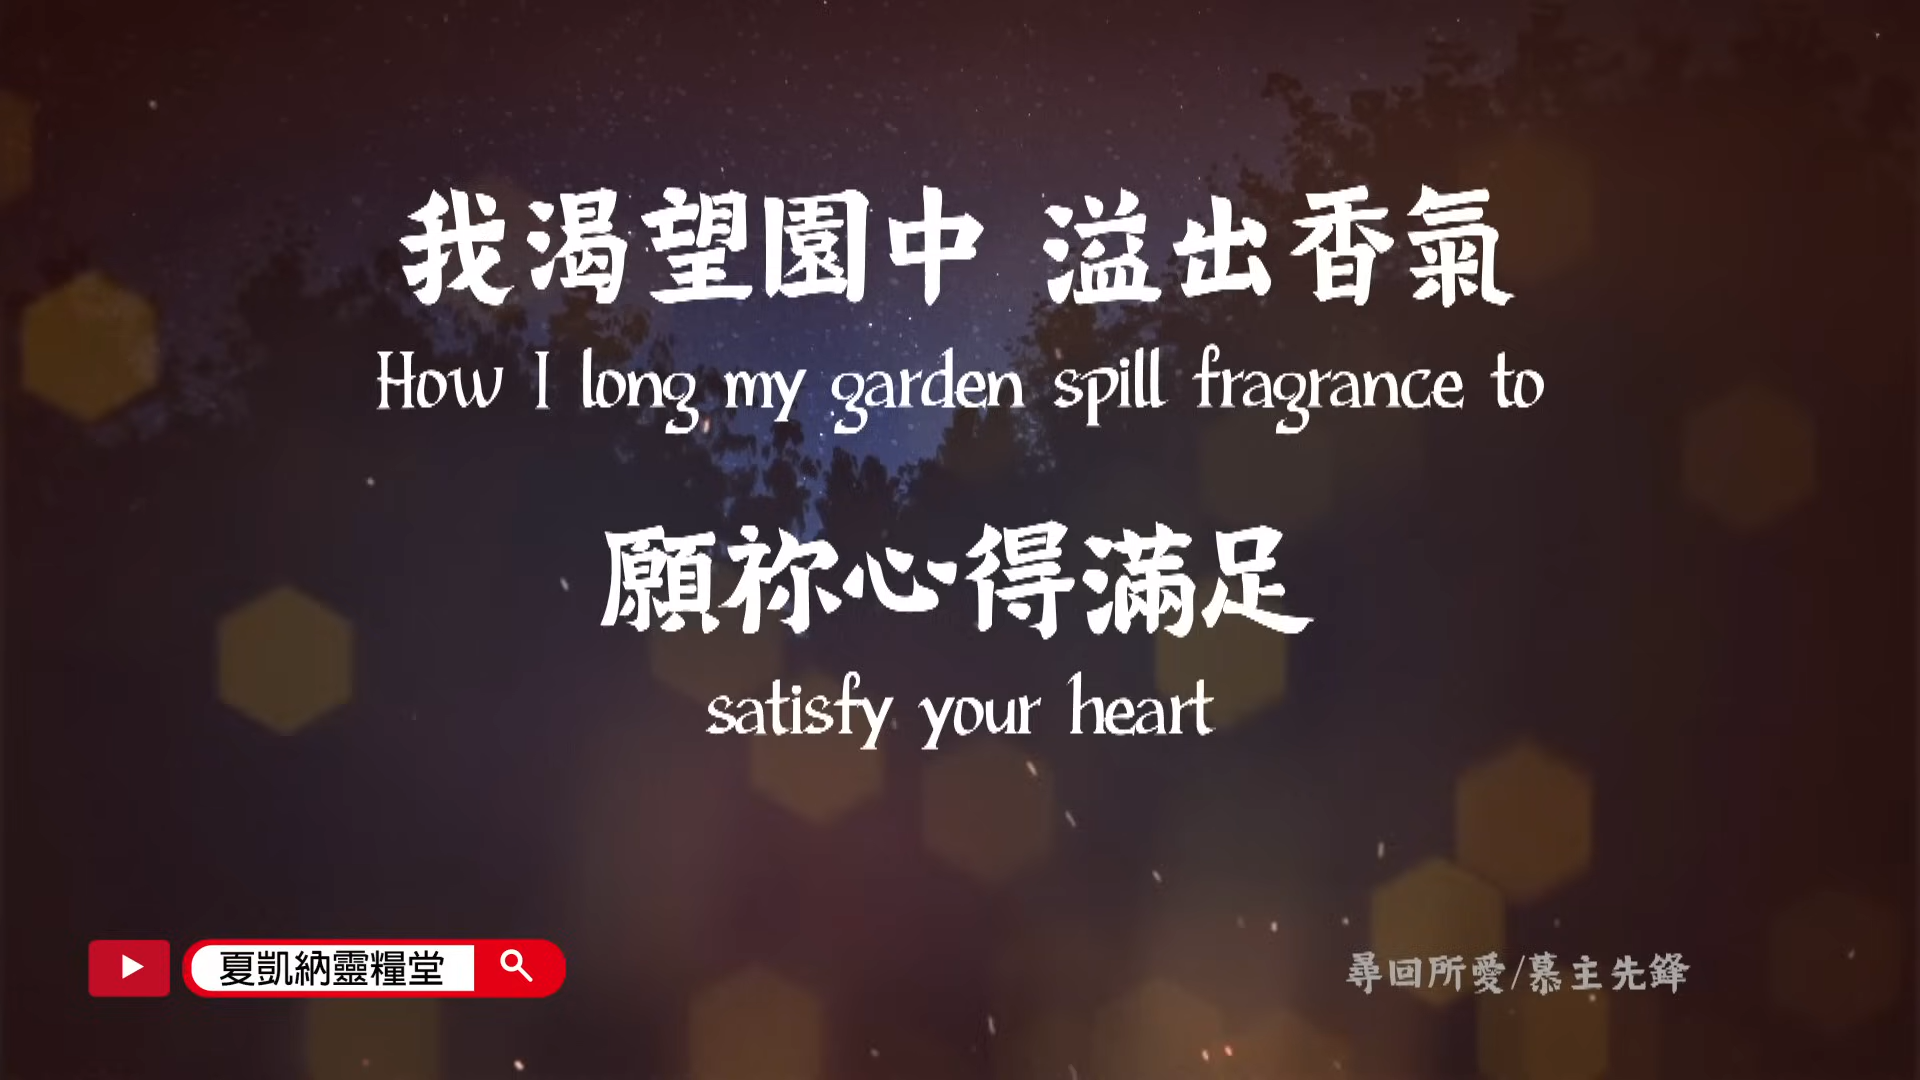 我渴望園中 溢出香氣
How I long my garden spill fragrance to
願祢心得滿足
satisfy your heart
夏凱納靈糧堂
尋回所愛/慕主先鋒